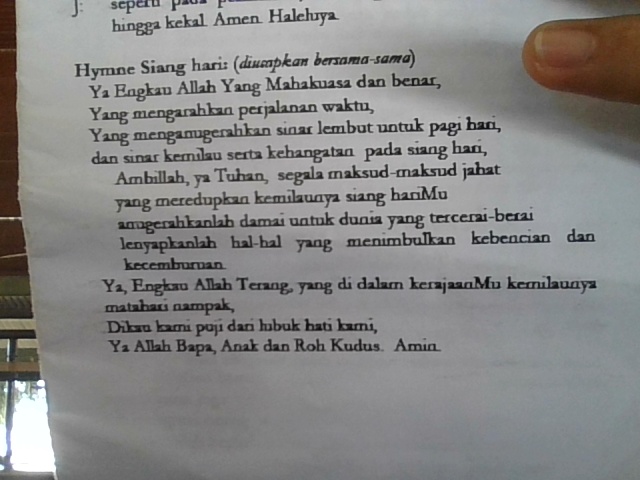 J: seperti pada
hingga kekal. Amen. Haleluya.
Hymne Siang hari: (diucapkan bersama-sama)
Ya Engkau Allah Yang Mahakuasa dan benar,
Yang mengarahkan perjalanan waktu,
Yang menganugerahkan sinar lembut untuk pagi hari,
dan sinar kemilau serta kehangatan pada siang hari,
Ambillah, ya Tuhan, segala maksud-maksud jahat
yang meredupkan kemilaunya siang hariMu
anugerahkanlah damai untuk dunia yang tercerai-berai
lenyapkanlah hal-hal yang menimbulkan kebencian dan
kecemburuan.
Ya, Engkau Allah Terang, yang di dalam kerajaanMu kemilaunya
matahari nampak,
Dikau kami puji dari lubuk hati kami,
Ya Allah Bapa, Anak dan Roh Kudus. Amin.